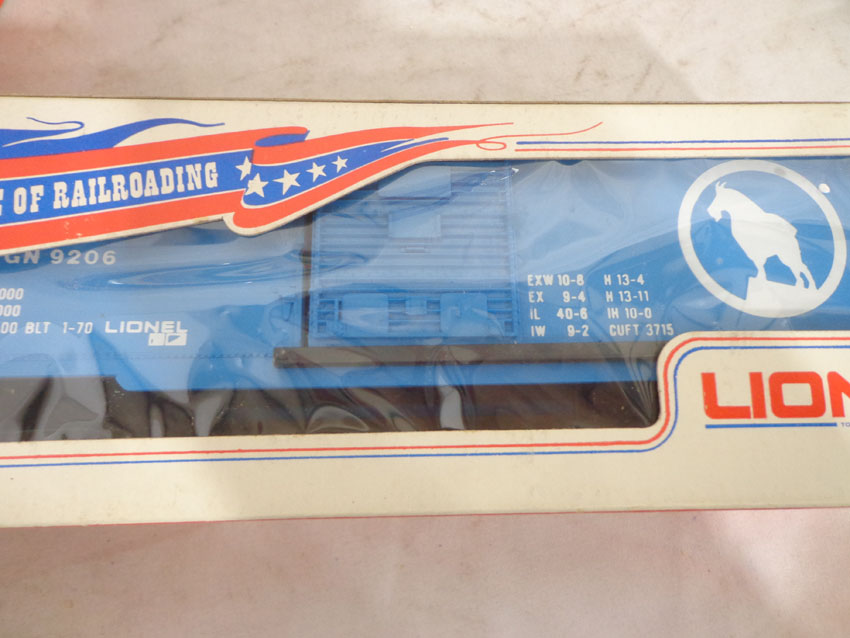 OF RAILROADING
GN 9206
000
000
00 BLT 1-70 LIONEL
EXW 10-8 H 13-4
EX 9-4 H 13-11
IL 40-6 IH 10-0
IW 9-2 CUFT 3715
LION
TO